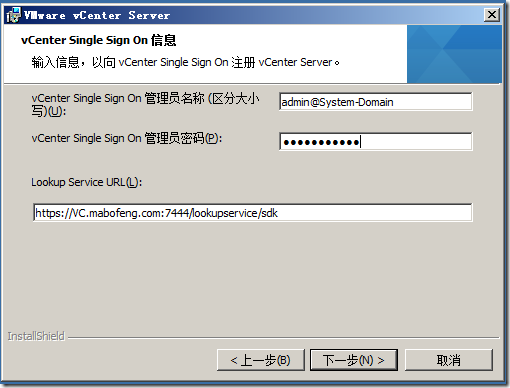 VMware vCenter Server
vCenter Single Sign On 信息
输入信息，以向 vCenter Single Sign On 注册 vCenter Server。
vCenter Single Sign On 管理员名称 (区分大小
写)(U):
admin@System-Domain
vCenter Single Sign On 管理员密码(P):
●●●●●●●●●●●
Lookup Service URL(L):
https://VC.mabofeng.com:7444/lookupservice/sdk
InstallShield
< 上一步(B)
下一步(N) >
取消